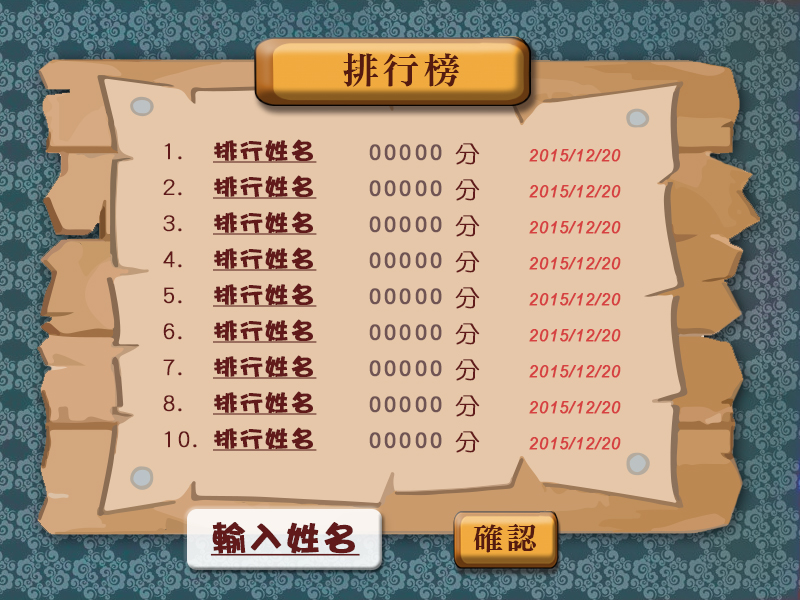 排行榜
1. 排行姓名 00000 分 2015/12/20
2. 排行姓名 00000 分 2015/12/20
3. 排行姓名 00000 分 2015/12/20
4. 排行姓名 00000 分 2015/12/20
5. 排行姓名 00000 分 2015/12/20
6. 排行姓名 00000 分 2015/12/20
7. 排行姓名 00000 分 2015/12/20
8. 排行姓名 00000 分 2015/12/20
10. 排行姓名 00000 分 2015/12/20
輸入姓名 確認